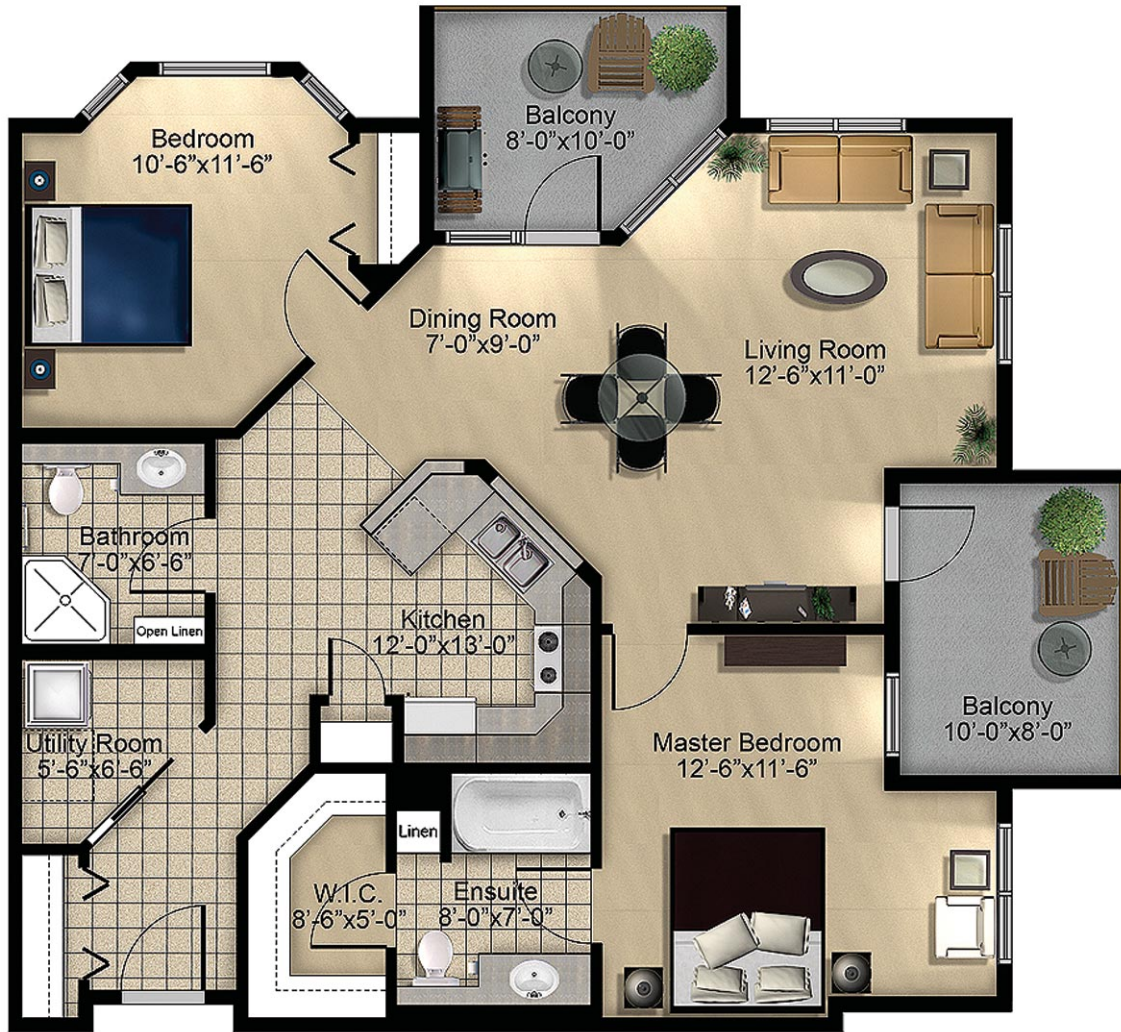 Balcony
8'-0”x10'-0”
Bedroom
10'-6”x11'-6”
Dining Room
7'-0”x9'-0”
Living Room
12'-6”x11'-0”
Bathroom
7'-0”x6'-6”
Open Linen
Kitchen
12'-0”x13'-0”
Utility Room
5'-6”x6'-6”
Master Bedroom
12'-6”x11'-6”
Balcony
10'-0”x8'-0”
Linen
W.I.C.
8'-6”x5'-0”
Ensuite
8'-0”x7'-0”